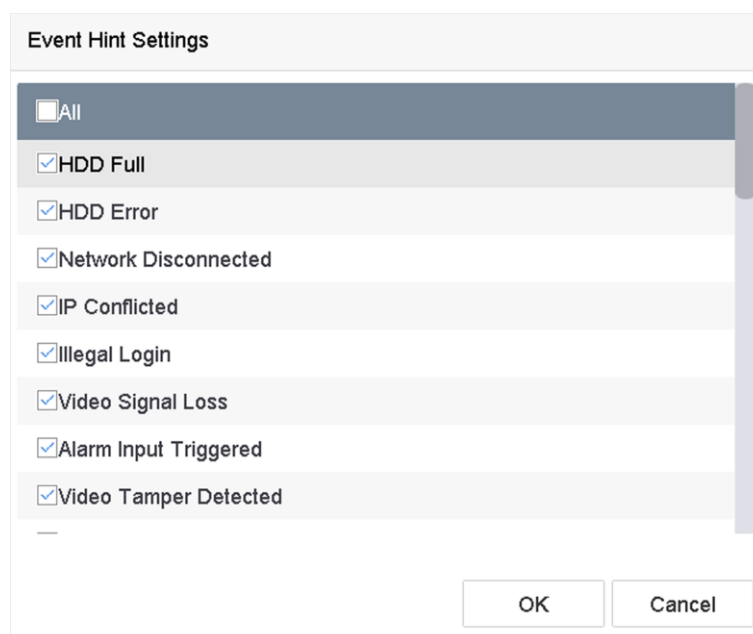 Event Hint Settings
All
HDD Full
HDD Error
Network Disconnected
IP Conflicted
Illegal Login
Video Signal Loss
Alarm Input Triggered
Video Tamper Detected
OK
Cancel